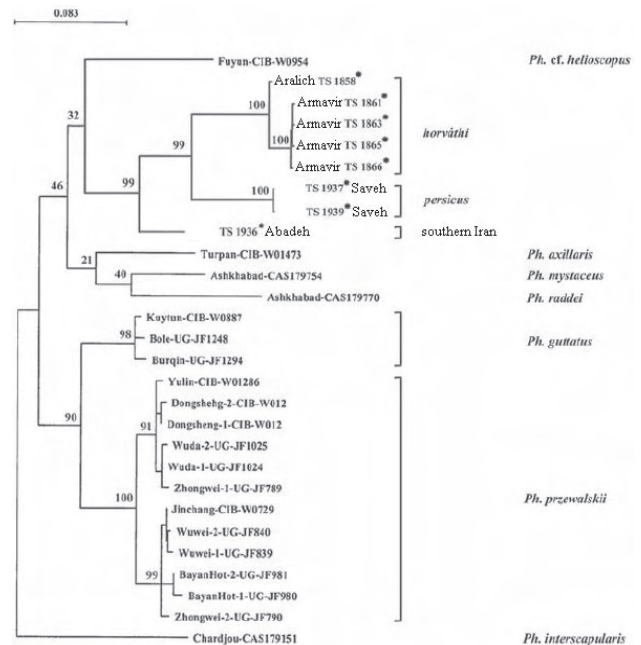 0.083
Fuyun-CIB-W0954 Ph. cf. helioscopus
Aralich TS 1858*
32
100 Armavir TS 1861*
Armavir TS 1863* horváthi
99 100 Armavir TS 1865*
Armavir TS 1866*
46
99 100 TS 1937* Saveh
persicus
TS 1939* Saveh
TS 1936* Abadeh southern Iran
21 Turpan-CIB-W01473 Ph. axillaris
40 Ashkhabad-CAS179754 Ph. mystaceus
Ashkhabad-CAS179770 Ph. raddei
Kuytun-CIB-W0887
98 Bole-UG-JF1248 Ph. guttatus
Burqin-UG-JF1294
Yulin-CIB-W01286
90 Dongsheng-2-CIB-W012
91 Dongsheng-1-CIB-W012
Wuda-2-UG-JF1025
Wuda-1-UG-JF1024
Zhongwei-1-UG-JF789
100 Ph. przewalskii
Jinchang-CIB-W0729
Wuwei-2-UG-JF840
Wuwei-1-UG-JF839
99 BayanHot-2-UG-JF981
BayanHot-1-UG-JF980
Zhongwei-2-UG-JF790
Chardjou-CAS179151 Ph. interscapularis